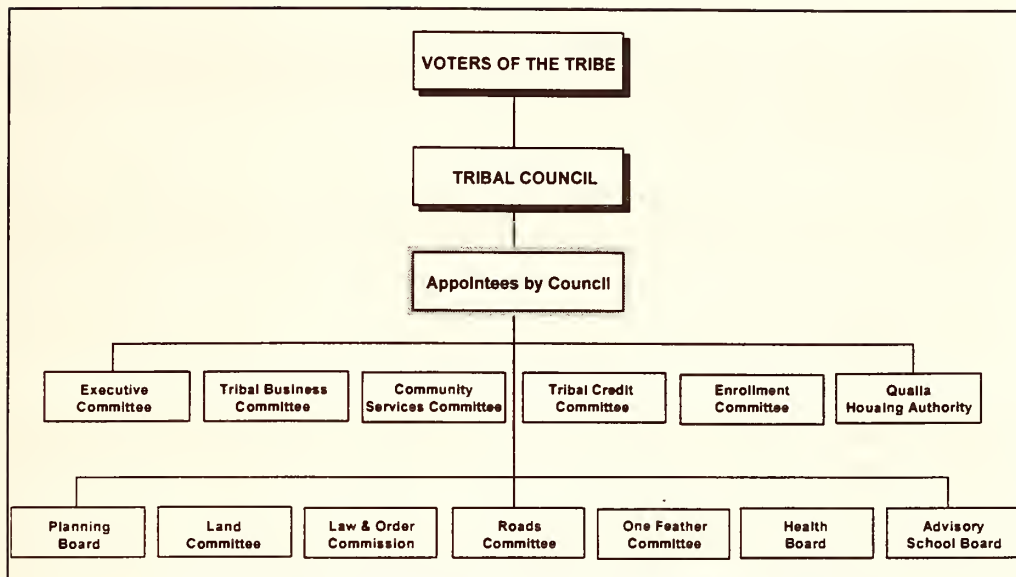 VOTERS OF THE TRIBE
TRIBAL COUNCIL
Appointees by Council
Executive
Committee
Tribal Business
Committee
Community
Services Committee
Tribal Credit
Committee
Enrollment
Committee
Qualla
Housing Authority
Planning
Board
Land
Committee
Law & Order
Commission
Roads
Committee
One Feather
Committee
Health
Board
Advisory
School Board